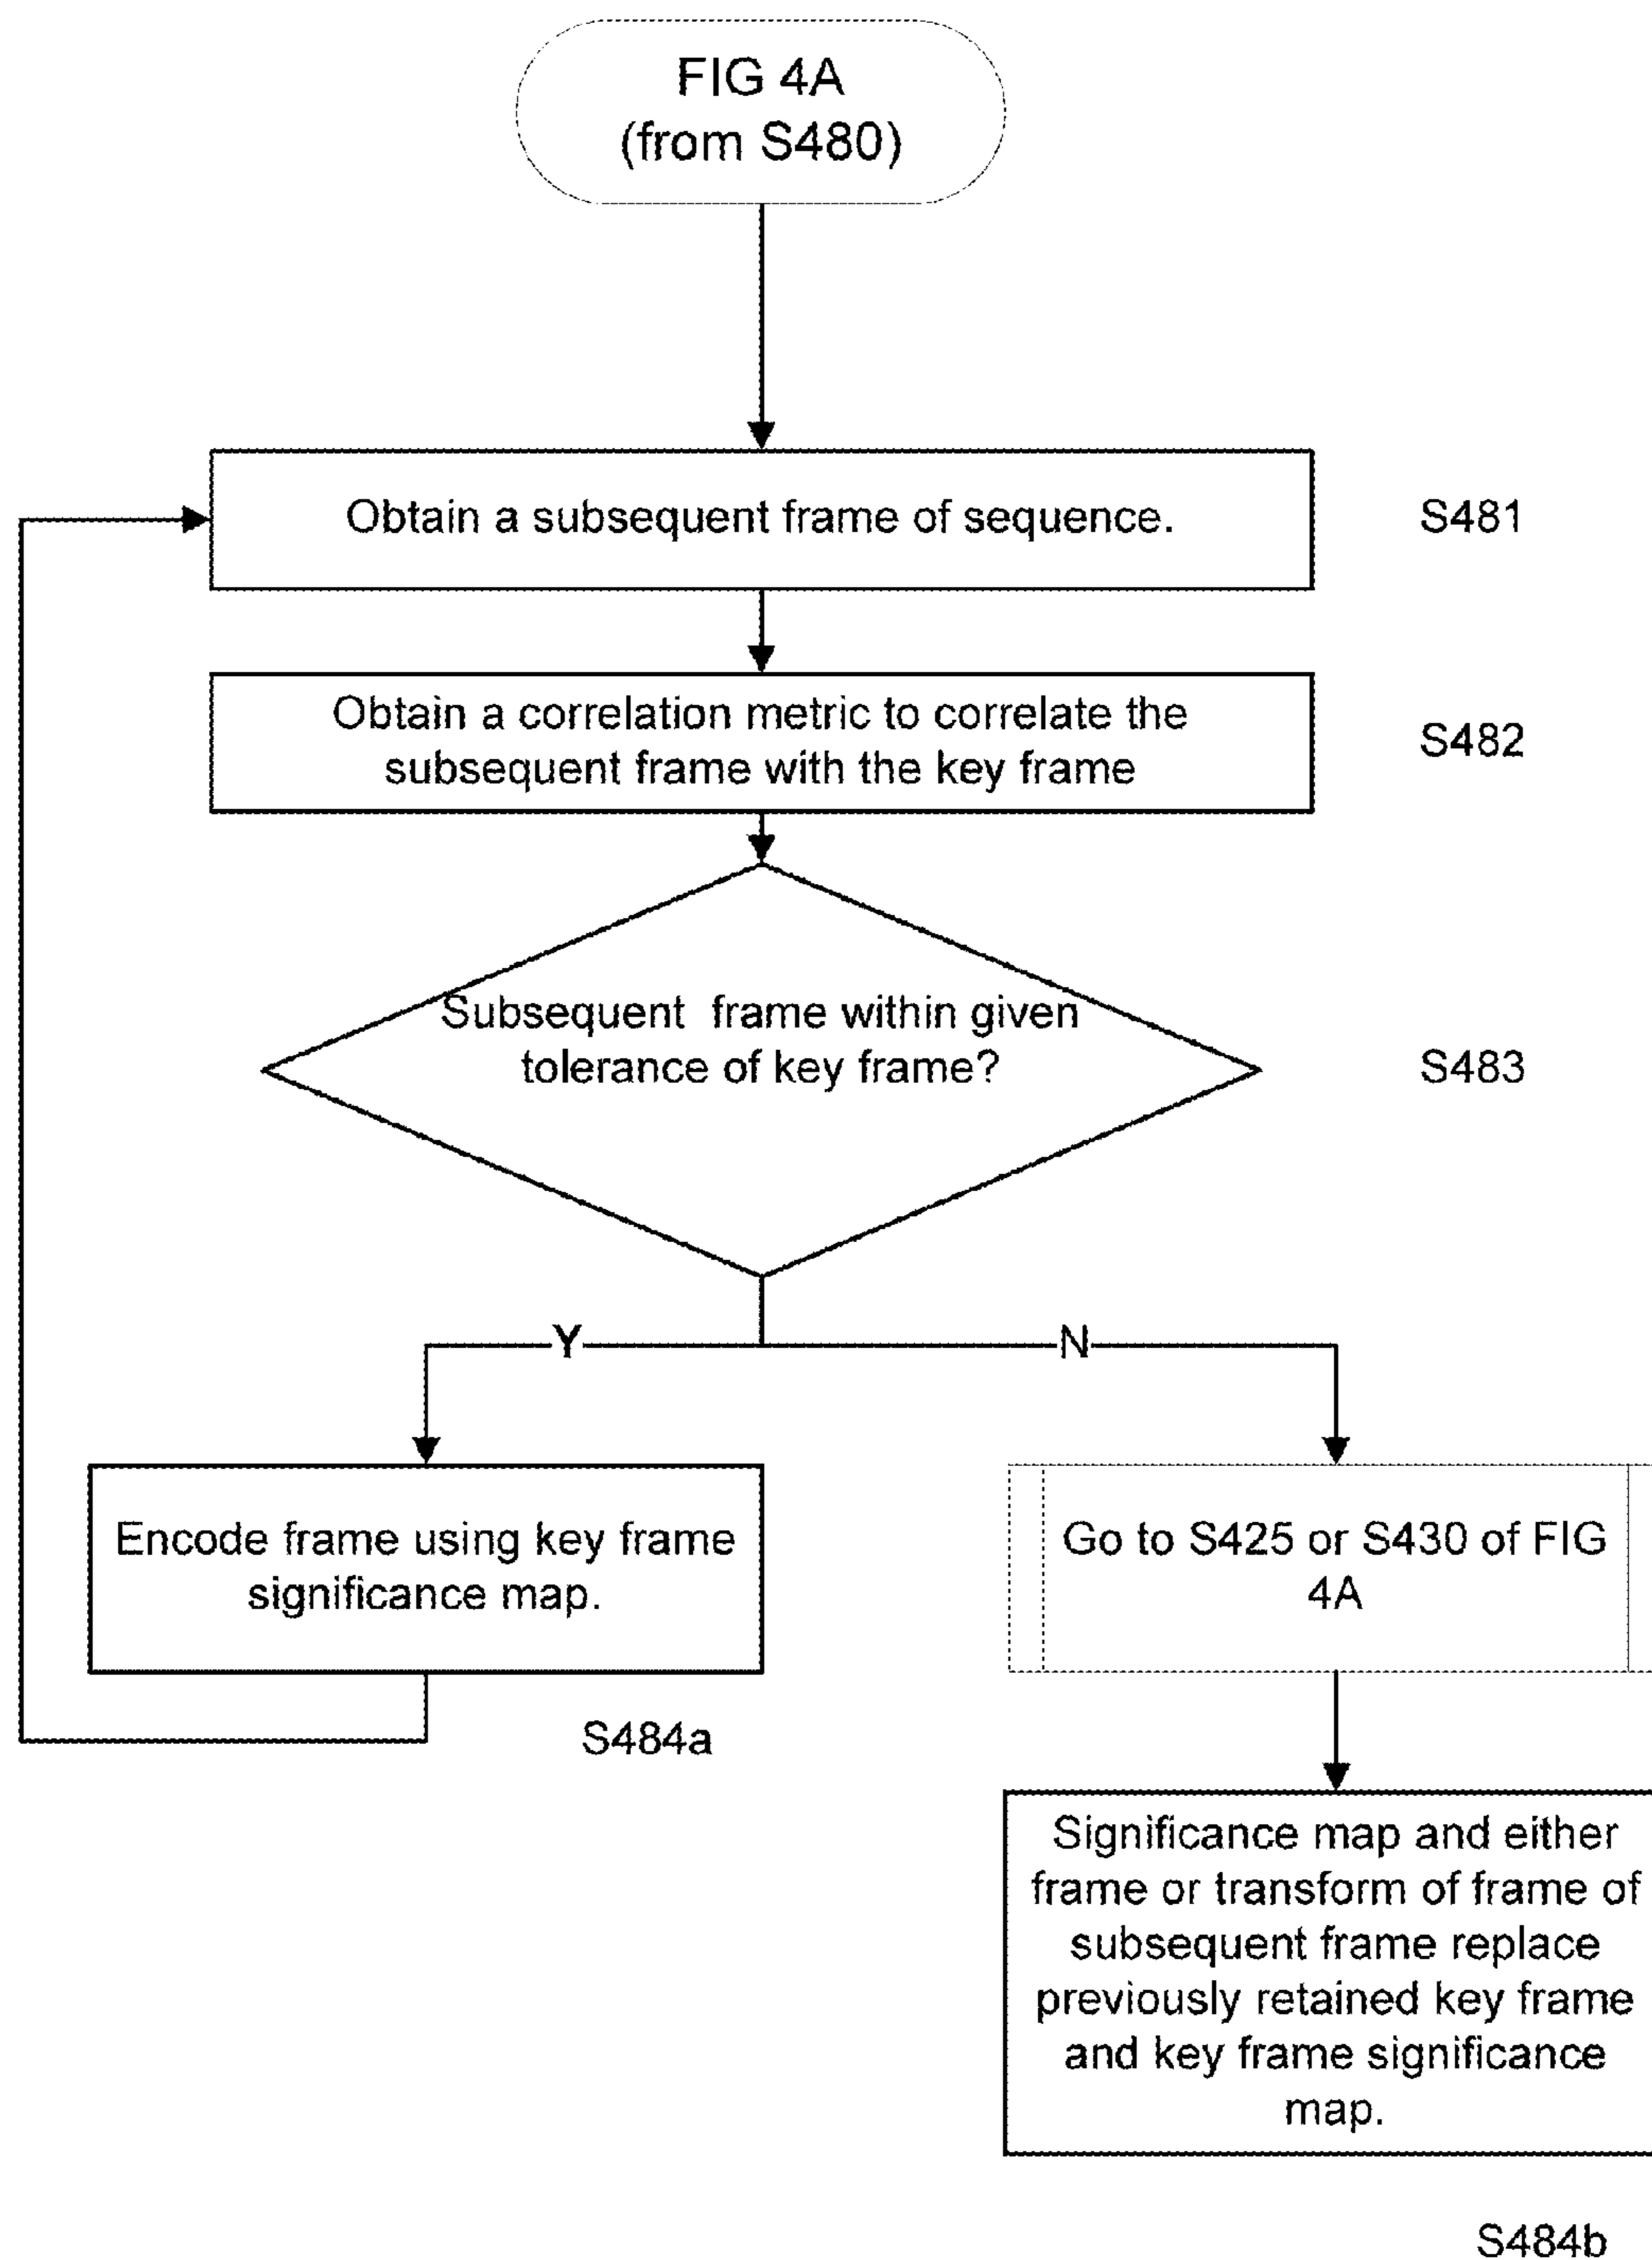 FIG 4A
(from S480)
Obtain a subsequent frame of sequence.
S481
Obtain a correlation metric to correlate the
subsequent frame with the key frame
S482
Subsequent frame within given
tolerance of key frame?
S483
Y
N
Encode frame using key frame
significance map.
S484a
Go to S425 or S430 of FIG
4A
Significance map and either
frame or transform of frame of
subsequent frame replace
previously retained key frame
and key frame significance
map.
S484b